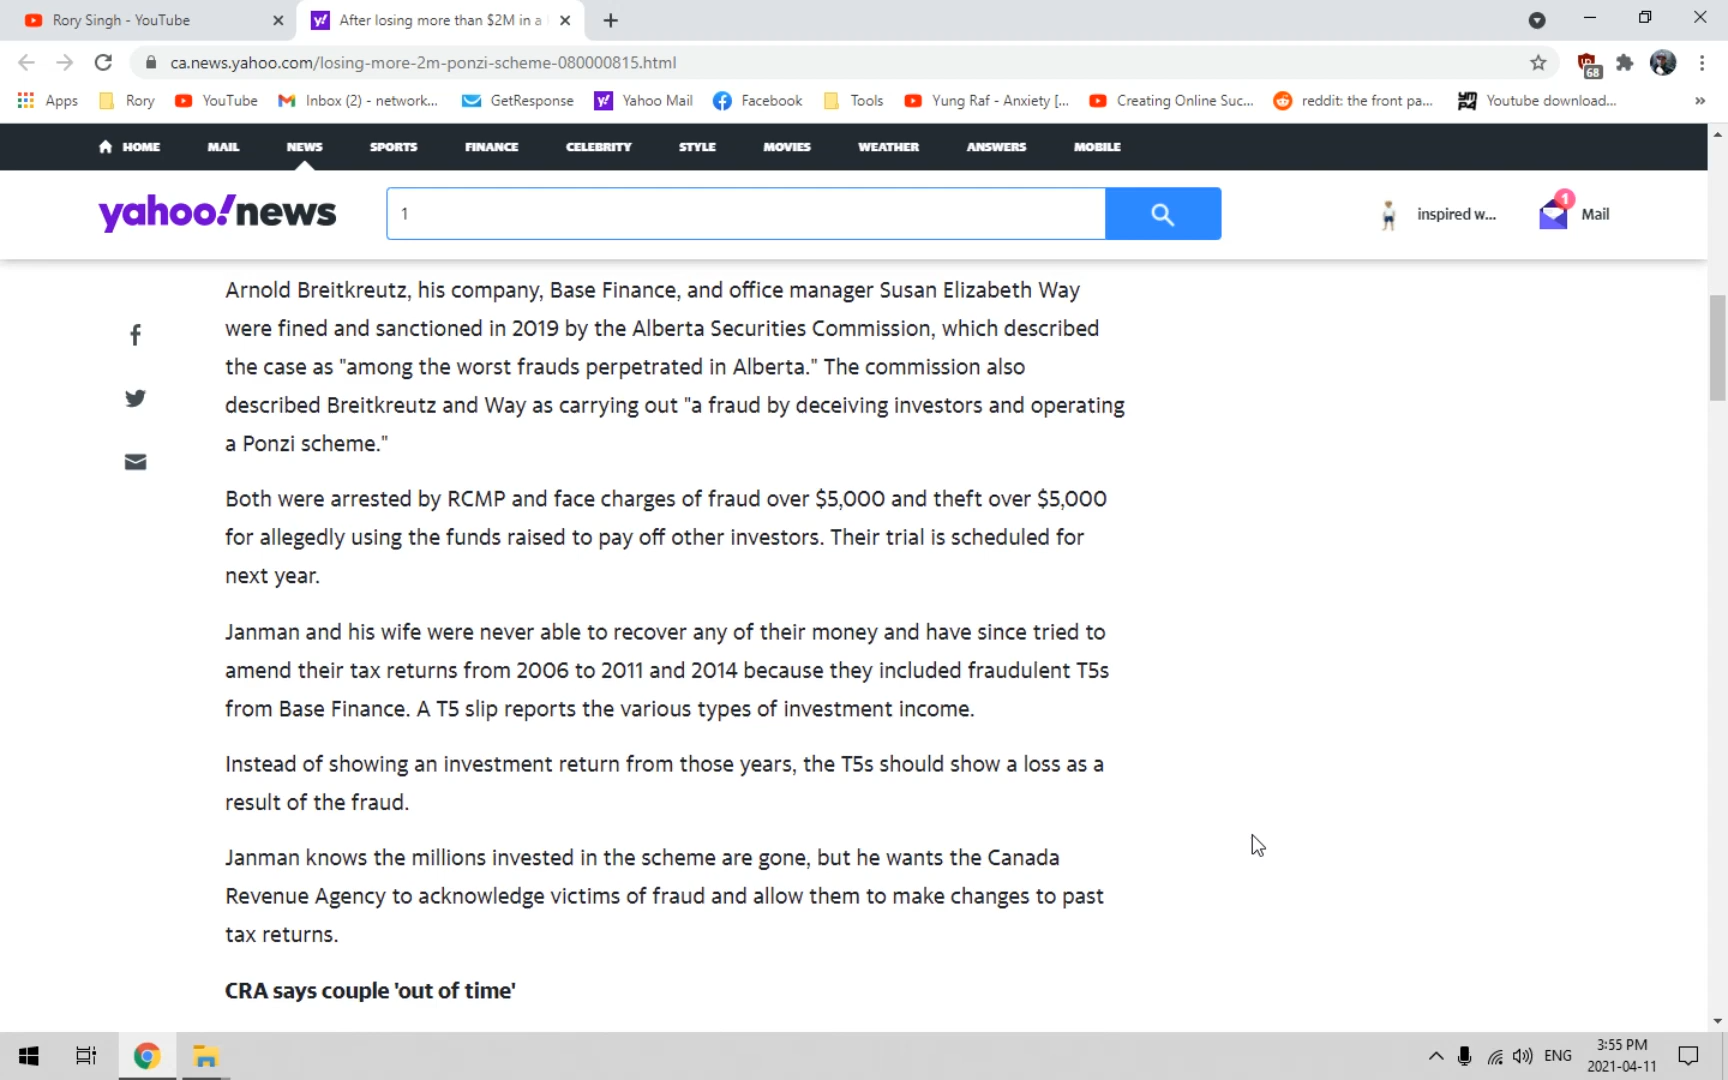 Rory Singh - YouTube
y! After losing more than $2M in a
ca.news.yahoo.com/losing-more-2m-ponzi-scheme-080000815.html
68
Apps Rory YouTube Inbox (2) - network... GetResponse y! Yahoo Mail Facebook Tools Yung Raf - Anxiety [... Creating Online Suc... reddit: the front pa... Youtube download... »
HOME MAIL NEWS SPORTS FINANCE CELEBRITY STYLE MOVIES WEATHER ANSWERS MOBILE
yahoo!news 1 inspired w... 1 Mail
Arnold Breitkreutz, his company, Base Finance, and office manager Susan Elizabeth Way
were fined and sanctioned in 2019 by the Alberta Securities Commission, which described
the case as "among the worst frauds perpetrated in Alberta." The commission also
described Breitkreutz and Way as carrying out "a fraud by deceiving investors and operating
a Ponzi scheme."
Both were arrested by RCMP and face charges of fraud over $5,000 and theft over $5,000
for allegedly using the funds raised to pay off other investors. Their trial is scheduled for
next year.
Janman and his wife were never able to recover any of their money and have since tried to
amend their tax returns from 2006 to 2011 and 2014 because they included fraudulent T5s
from Base Finance. A T5 slip reports the various types of investment income.
Instead of showing an investment return from those years, the T5s should show a loss as a
result of the fraud.
Janman knows the millions invested in the scheme are gone, but he wants the Canada
Revenue Agency to acknowledge victims of fraud and allow them to make changes to past
tax returns.
CRA says couple 'out of time'
ENG
3:55 PM
2021-04-11